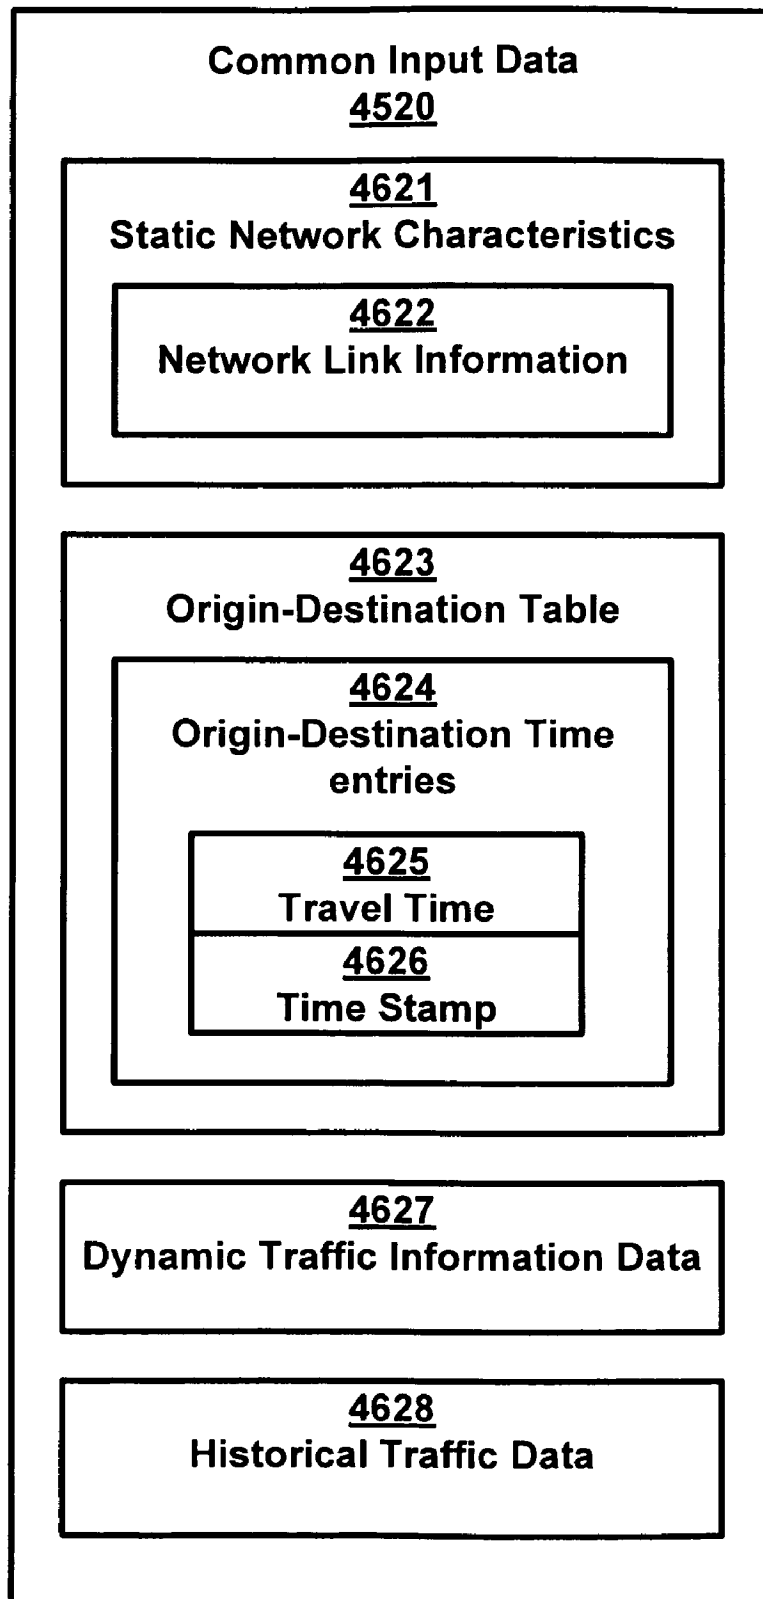 Common Input Data
4520
4621
Static Network Characteristics
4622
Network Link Information
4623
Origin-Destination Table
4624
Origin-Destination Time
entries
4625
Travel Time
4626
Time Stamp
4627
Dynamic Traffic Information Data
4628
Historical Traffic Data